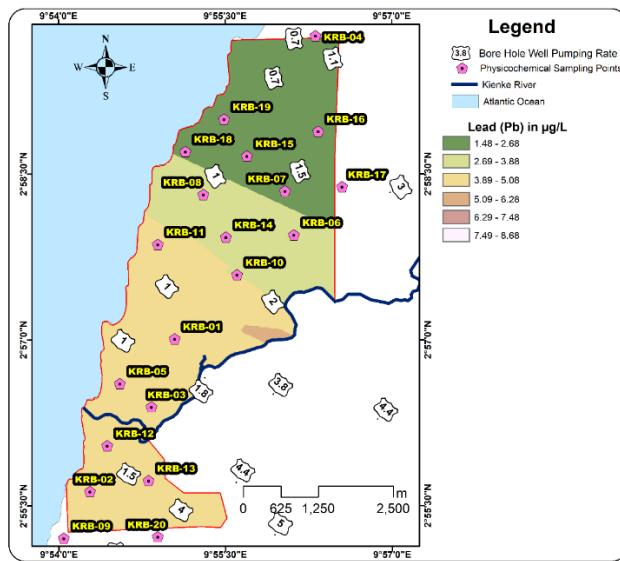 9°55'30"E
9°57'0"E
Legend
3.8 Bore Hole Well Pumping Rate
Physicochemical Sampling Points
Kienke River
Atlantic Ocean
Lead (Pb) in µg/L
1.48 - 2.68
2.69 - 3.88
3.89 - 5.08
5.09 - 6.28
6.29 - 7.48
7.49 - 8.68
N
W E
S
0.7
KRB-04
1.1
0.7
KRB-19
KRB-16
KRB-18
KRB-15
2°58'30"N
2°58'30"N
1
1.5
KRB-08
KRB-07
KRB-17
3
KRB-11
KRB-14
KRB-06
KRB-10
1
2
KRB-01
1
2°57'0"N
2°57'0"N
KRB-05
1.8
3.8
KRB-03
4.4
KRB-12
1.5
KRB-13
4.4
KRB-02
4
0 625 1,250 2,500
m
2°55'30"N
2°55'30"N
KRB-09
KRB-20
5
9°54'0"E
9°55'30"E
9°57'0"E